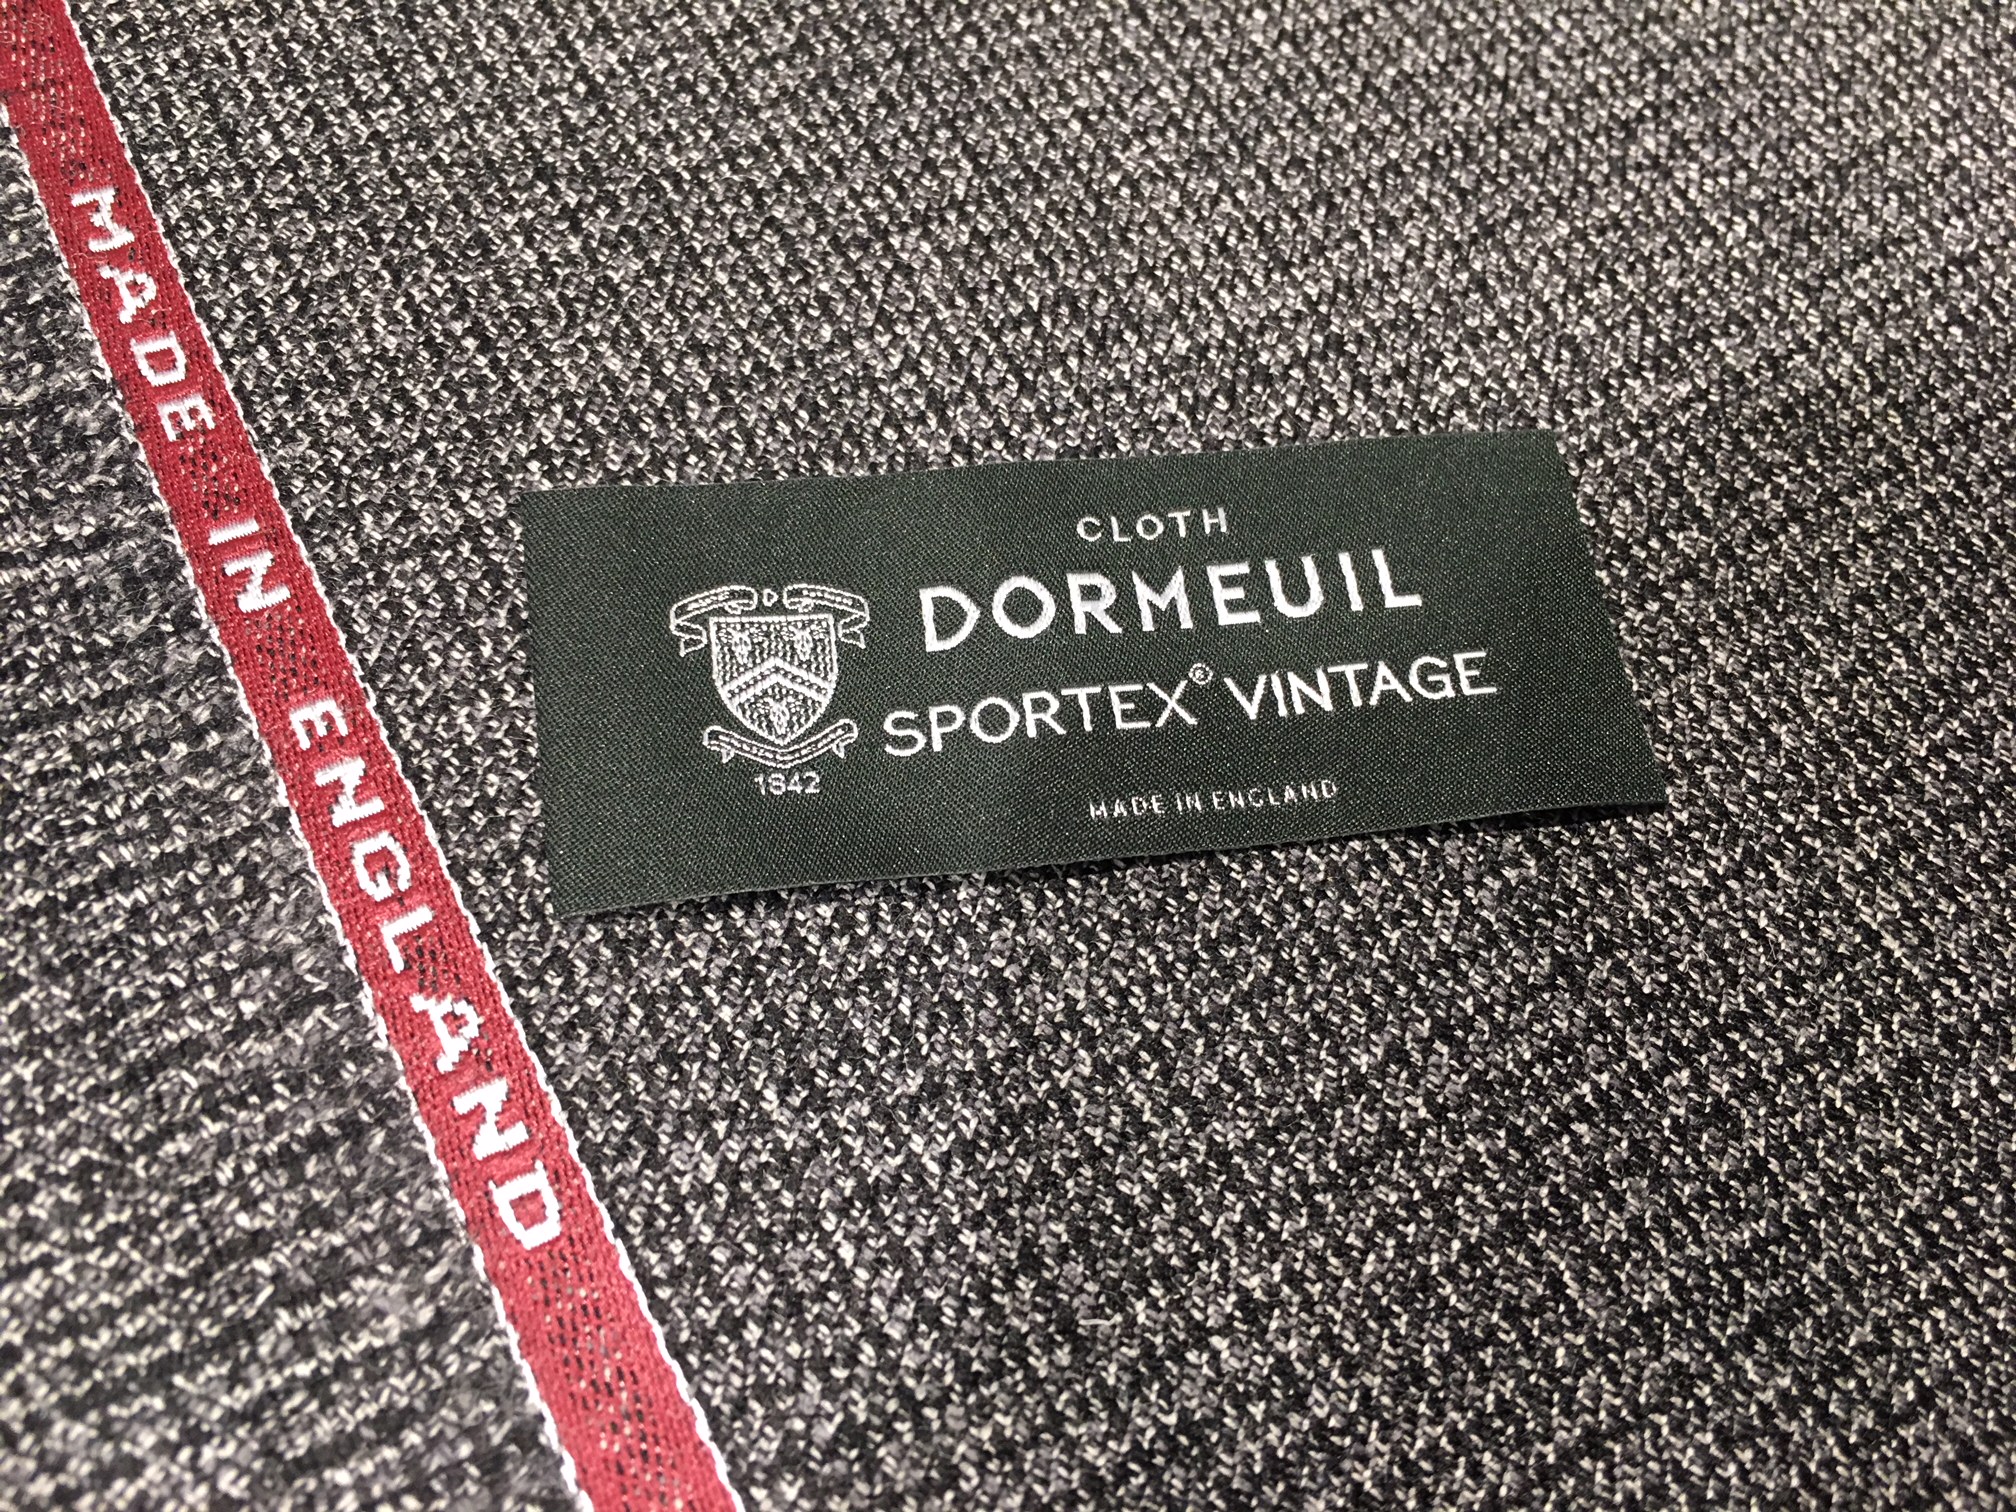 MADE IN ENGLAND
CLOTH
DORMEUIL
SPORTEX® VINTAGE
D
1842
MADE IN ENGLAND